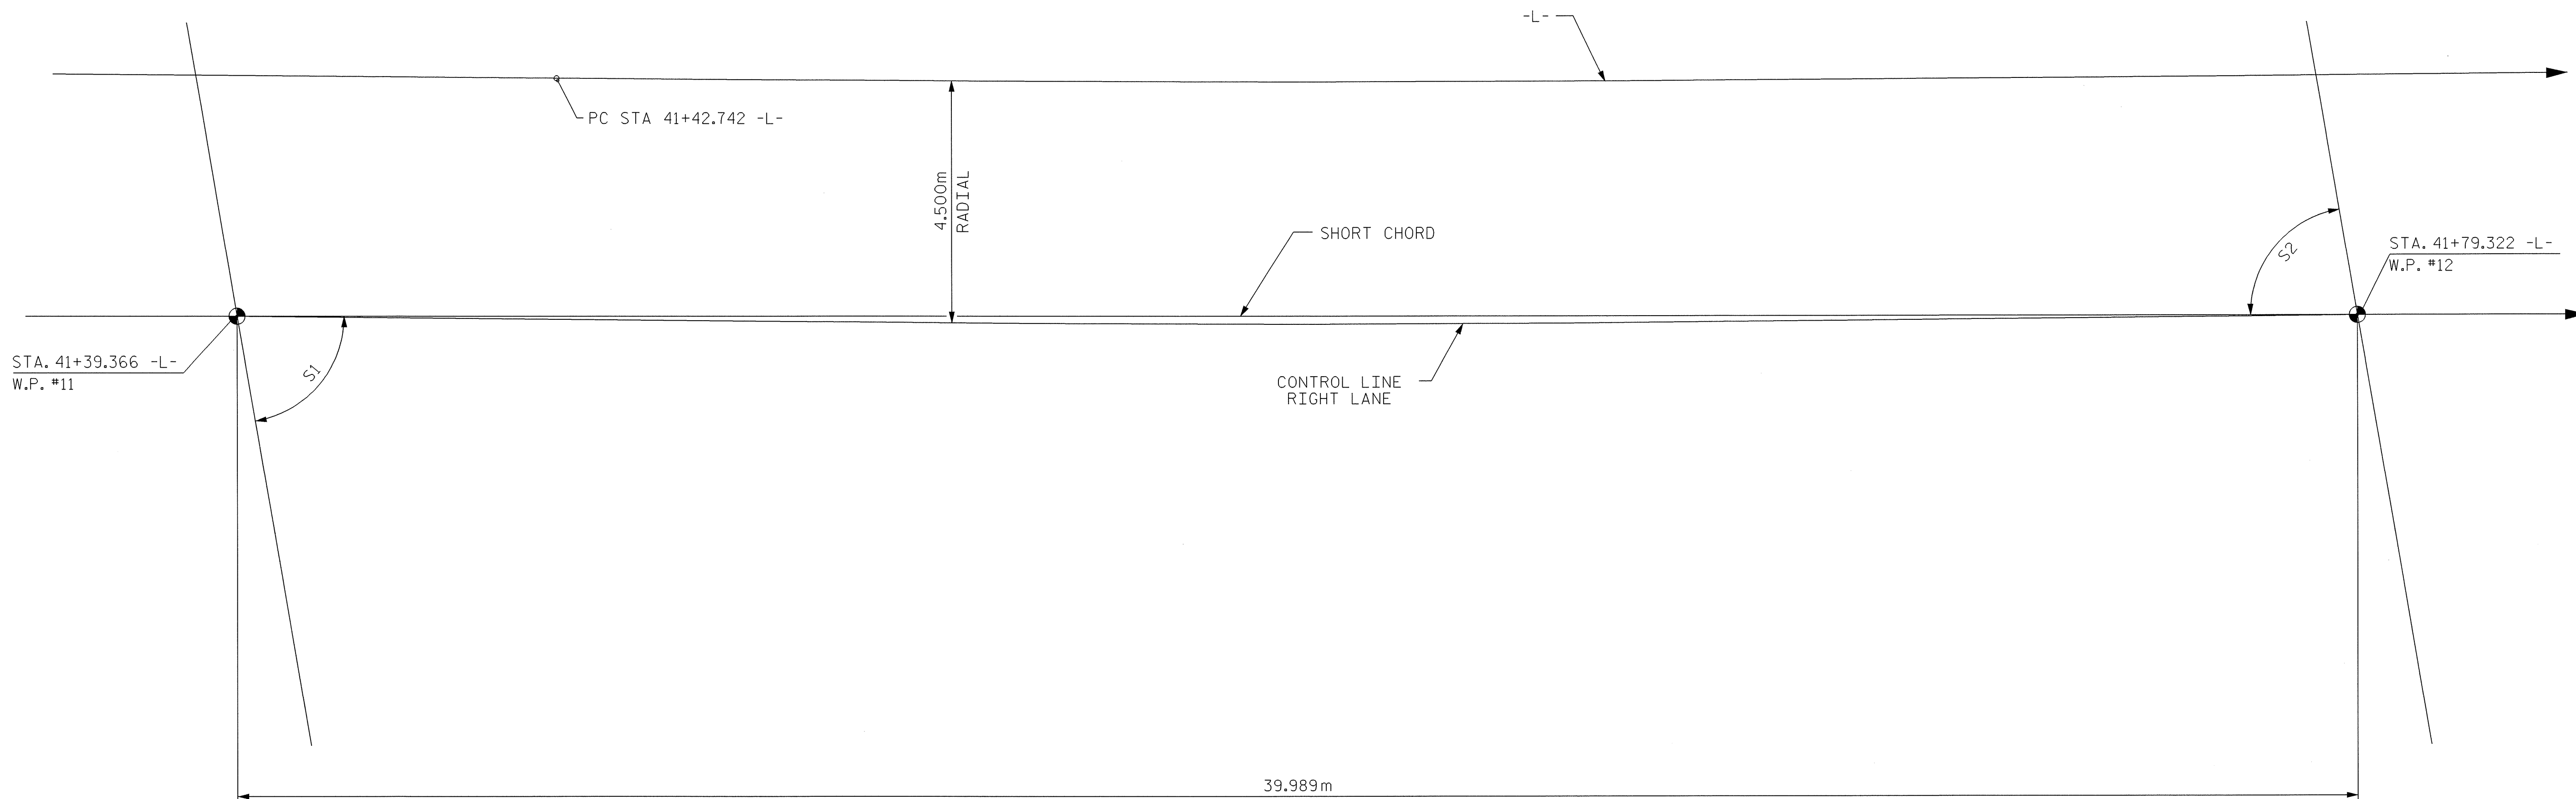 -L-
PC STA 41+42.742 -L-
4.500m
RADIAL
SHORT CHORD
S2
STA. 41+79.322 -L-
W.P. #12
STA. 41+39.366 -L-
W.P. #11
S1
CONTROL LINE
RIGHT LANE
39.989m